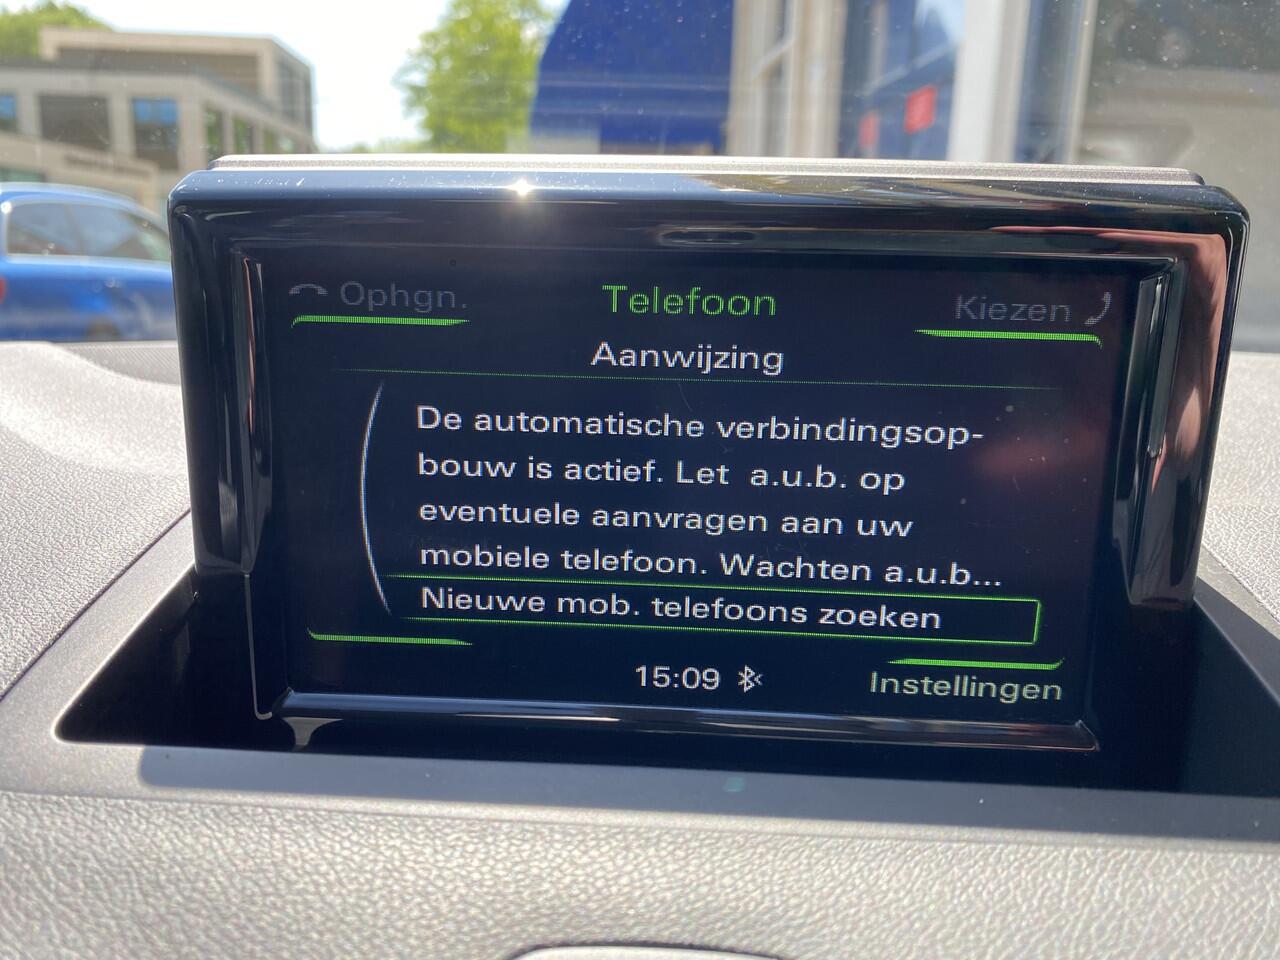 Ophgn.
Telefoon
Kiezen
Aanwijzing
De automatische verbindingsop-
bouw is actief. Let a.u.b. op
eventuele aanvragen aan uw
mobiele telefoon. Wachten a.u.b...
Nieuwe mob. telefoons zoeken
15:09
Instellingen